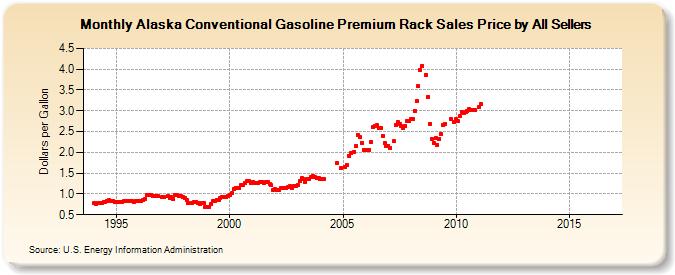 Monthly Alaska Conventional Gasoline Premium Rack Sales Price by All Sellers
Dollars per Gallon
4.5
4.0
3.5
3.0
2.5
2.0
1.5
1.0
0.5
1995 2000 2005 2010 2015
Source: U.S. Energy Information Administration